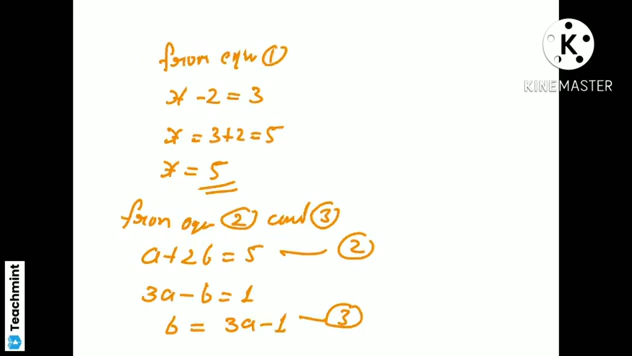 from eqn ①
x - 2 = 3
x = 3+2 = 5
x = 5
from eqn ② and ③
a+2b = 5 — ②
3a - b = 1
b = 3a - 1 — ③
K
KINEMASTER
Teachmint